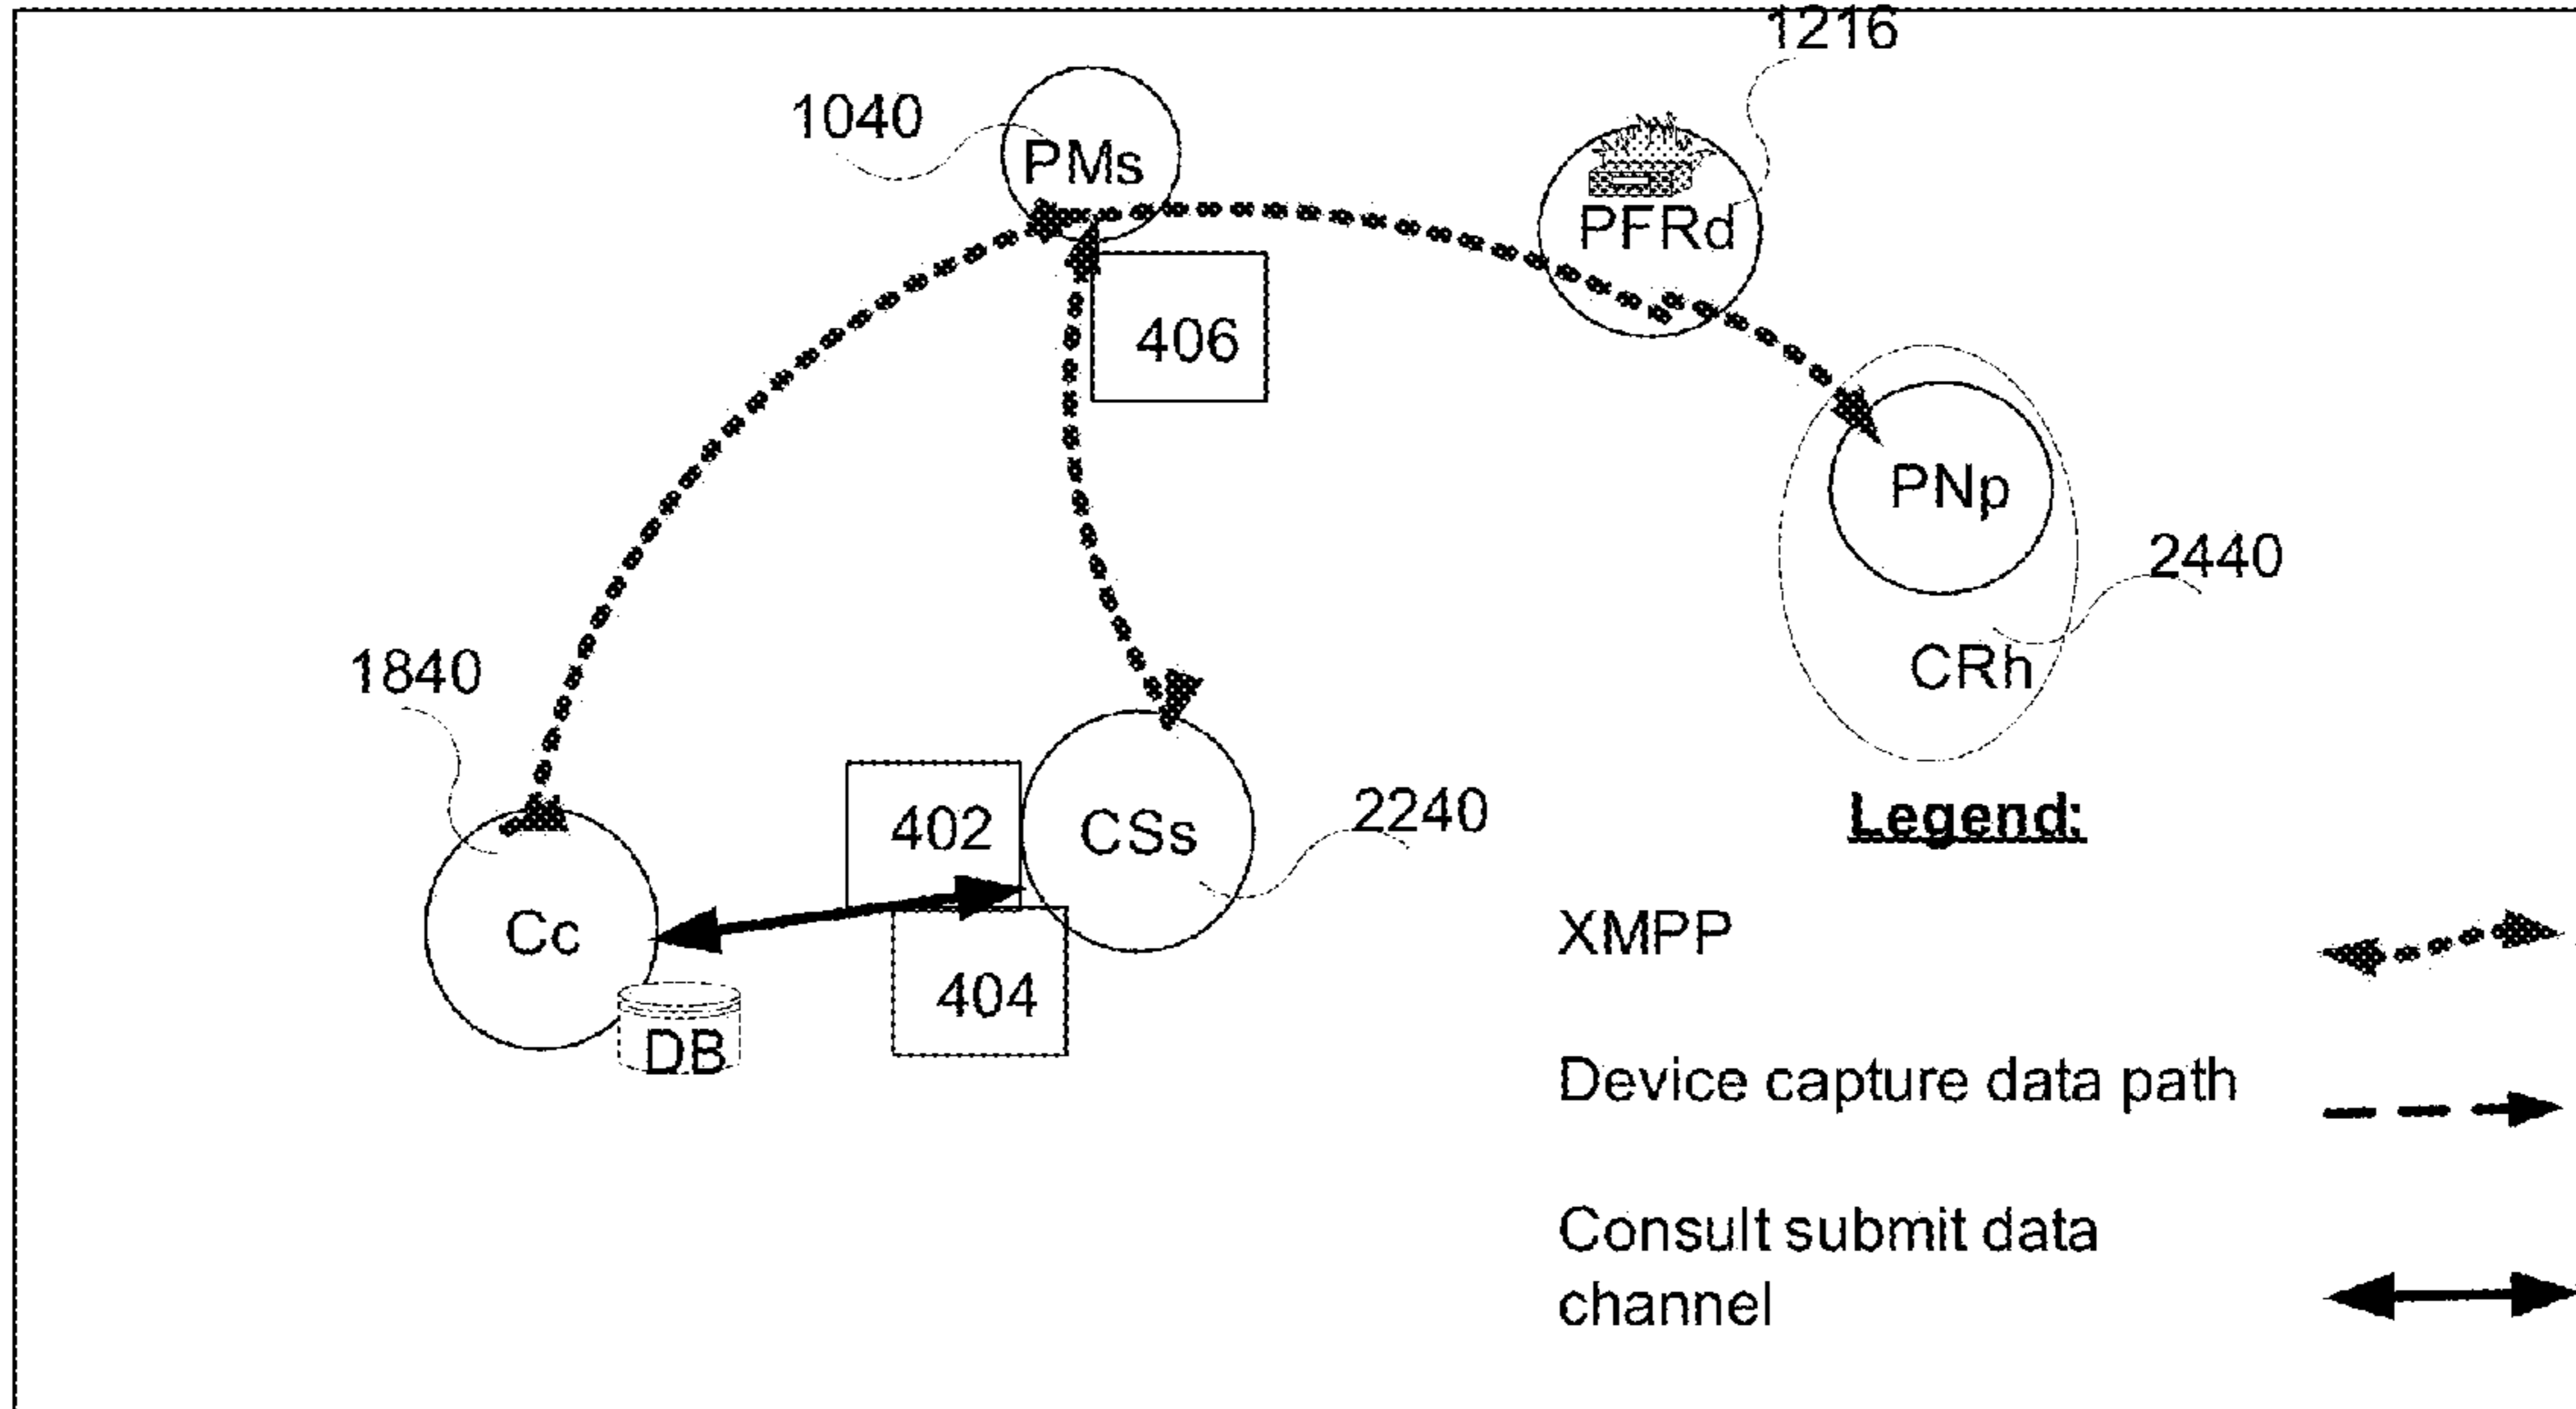 1216
1040
PMs
PFRd
406
PNp
2440
CRh
1840
402
CSs
2240
Cc
404
DB
Legend:
XMPP
Device capture data path
Consult submit data
channel